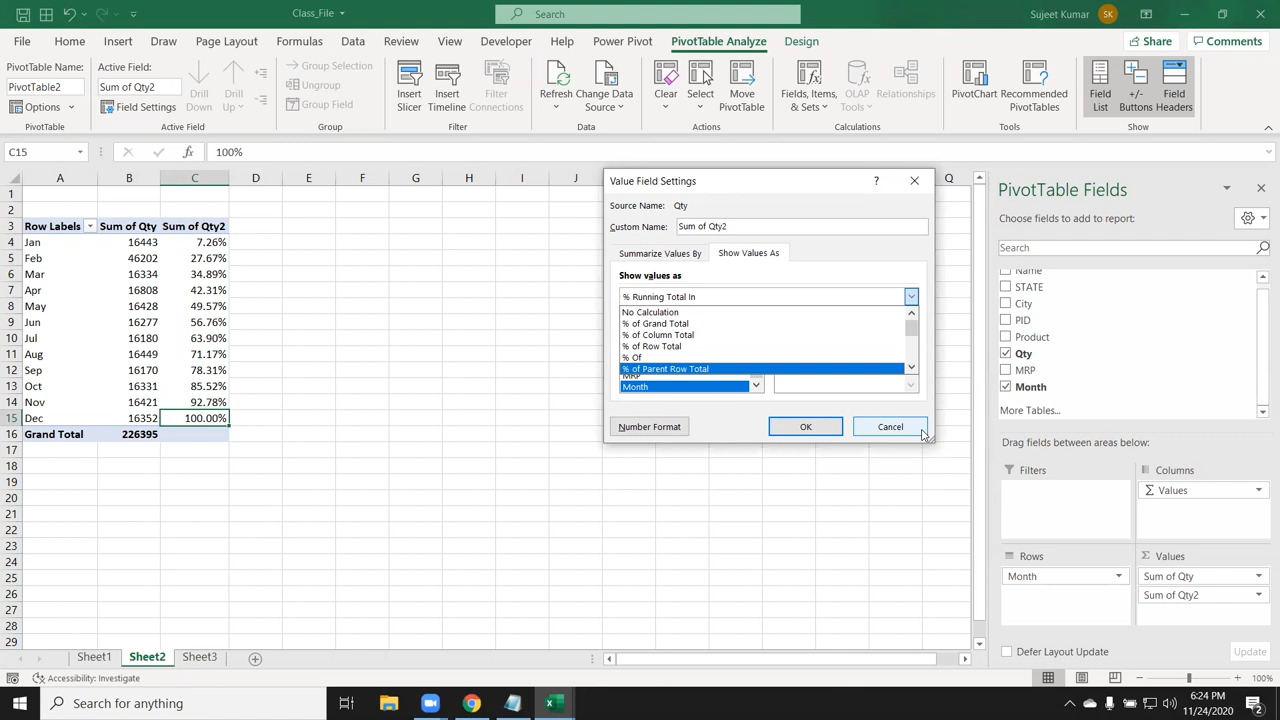 Class_File
Search
Sujeet Kumar
SK
File
Home
Insert
Draw
Page Layout
Formulas
Data
Review
View
Developer
Help
Power Pivot
PivotTable Analyze
Design
Share
Comments
PivotTable Name:
PivotTable2
Options
PivotTable
Active Field:
Sum of Qty2
Field Settings
Drill Down
Drill Up
Active Field
Group Selection
Ungroup
Group Field
Group
Insert Slicer
Insert Timeline
Filter Connections
Filter
Refresh
Change Data Source
Data
Clear
Select
Move PivotTable
Actions
Fields, Items, & Sets
OLAP Tools
Relationships
Calculations
PivotChart
Recommended PivotTables
Tools
Field List
+/- Buttons
Field Headers
Show
C15
fx
100%
A B C D E F G H I J Q
1
2
3 Row Labels Sum of Qty Sum of Qty2
4 Jan 16443 7.26%
5 Feb 46202 27.67%
6 Mar 16334 34.89%
7 Apr 16808 42.31%
8 May 16428 49.57%
9 Jun 16277 56.76%
10 Jul 16180 63.90%
11 Aug 16449 71.17%
12 Sep 16170 78.31%
13 Oct 16331 85.52%
14 Nov 16421 92.78%
15 Dec 16352 100.00%
16 Grand Total 226395
17
18
19
20
21
22
23
24
25
26
27
28
29
Value Field Settings
?
Source Name: Qty
Custom Name: Sum of Qty2
Summarize Values By
Show Values As
Show values as
% Running Total In
No Calculation
% of Grand Total
% of Column Total
% of Row Total
% Of
% of Parent Row Total
MRP
Month
Number Format
OK
Cancel
PivotTable Fields
Choose fields to add to report:
Search
Name
STATE
City
PID
Product
Qty
MRP
Month
More Tables...
Drag fields between areas below:
Filters
Columns
Σ Values
Rows
Month
Σ Values
Sum of Qty
Sum of Qty2
Defer Layout Update
Update
Sheet1
Sheet2
Sheet3
Accessibility: Investigate
100%
Search for anything
6:24 PM
11/24/2020